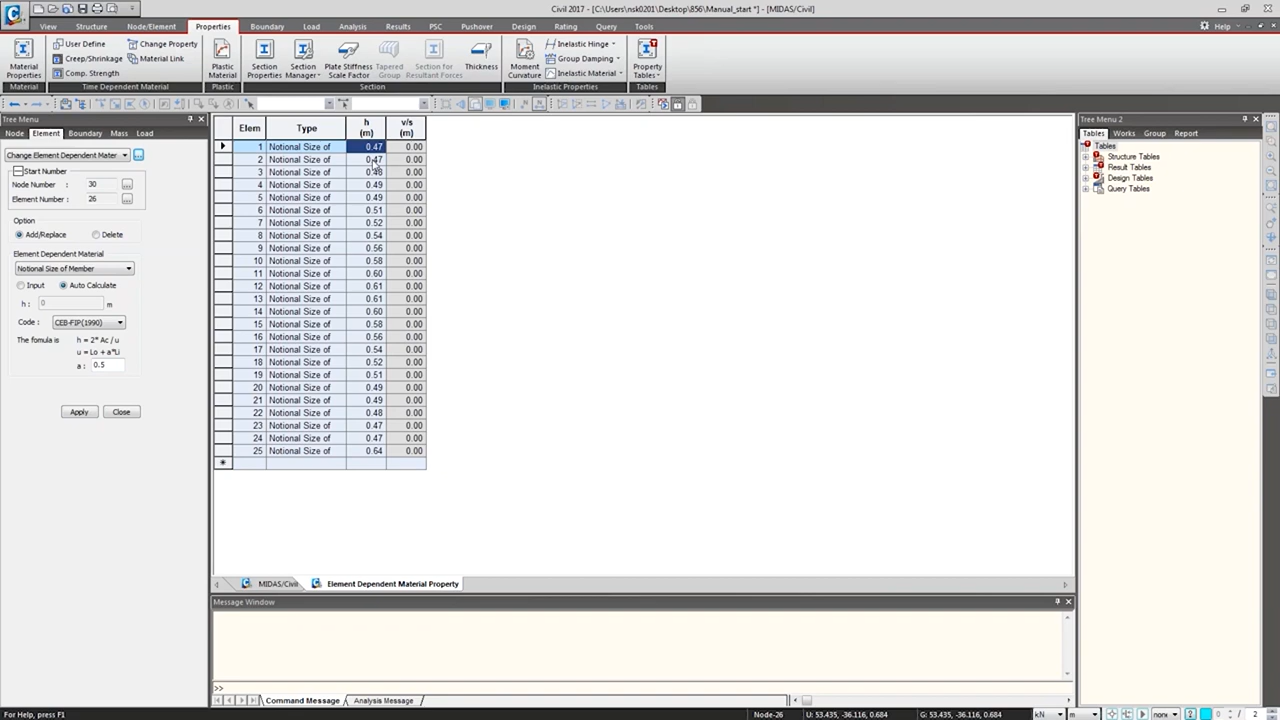 Civil 2017 - [C:\Users\nsk0201\Desktop\856\Manual_start *] - [MIDAS/Civil]
View Structure Node/Element Properties Boundary Load Analysis Results PSC Pushover Design Rating Query Tools Help
Material Properties
User Define
Creep/Shrinkage
Comp. Strength
Change Property
Material Link
Plastic Material
Section Properties
Section Manager
Plate Stiffness Scale Factor
Tapered Group
Section for Resultant Forces
Thickness
Moment Curvature
Inelastic Hinge
Group Damping
Inelastic Material
Property Tables
Material Time Dependent Material Plastic Section Inelastic Properties Tables
Tree Menu
Node Element Boundary Mass Load
Change Element Dependent Mater
Start Number
Node Number : 30
Element Number : 26
Option
Add/Replace Delete
Element Dependent Material
Notional Size of Member
Input Auto Calculate
h : 0 m
Code : CEB-FIP(1990)
The fomula is h = 2* Ac / u
u = Lo + a*Li
a : 0.5
Apply Close
Elem Type h (m) v/s (m)
1 Notional Size of 0.47 0.00
2 Notional Size of 0.47 0.00
3 Notional Size of 0.48 0.00
4 Notional Size of 0.49 0.00
5 Notional Size of 0.49 0.00
6 Notional Size of 0.51 0.00
7 Notional Size of 0.52 0.00
8 Notional Size of 0.54 0.00
9 Notional Size of 0.56 0.00
10 Notional Size of 0.58 0.00
11 Notional Size of 0.60 0.00
12 Notional Size of 0.61 0.00
13 Notional Size of 0.61 0.00
14 Notional Size of 0.60 0.00
15 Notional Size of 0.58 0.00
16 Notional Size of 0.56 0.00
17 Notional Size of 0.54 0.00
18 Notional Size of 0.52 0.00
19 Notional Size of 0.51 0.00
20 Notional Size of 0.49 0.00
21 Notional Size of 0.49 0.00
22 Notional Size of 0.48 0.00
23 Notional Size of 0.47 0.00
24 Notional Size of 0.47 0.00
25 Notional Size of 0.64 0.00
MIDAS/Civil Element Dependent Material Property
Message Window
>>
Command Message Analysis Message
Tree Menu 2
Tables Works Group Report
Tables
Structure Tables
Result Tables
Design Tables
Query Tables
For Help, press F1 Node-26 U: 53.435, -36.116, 0.684 G: 53.435, -36.116, 0.684 kN m non 2